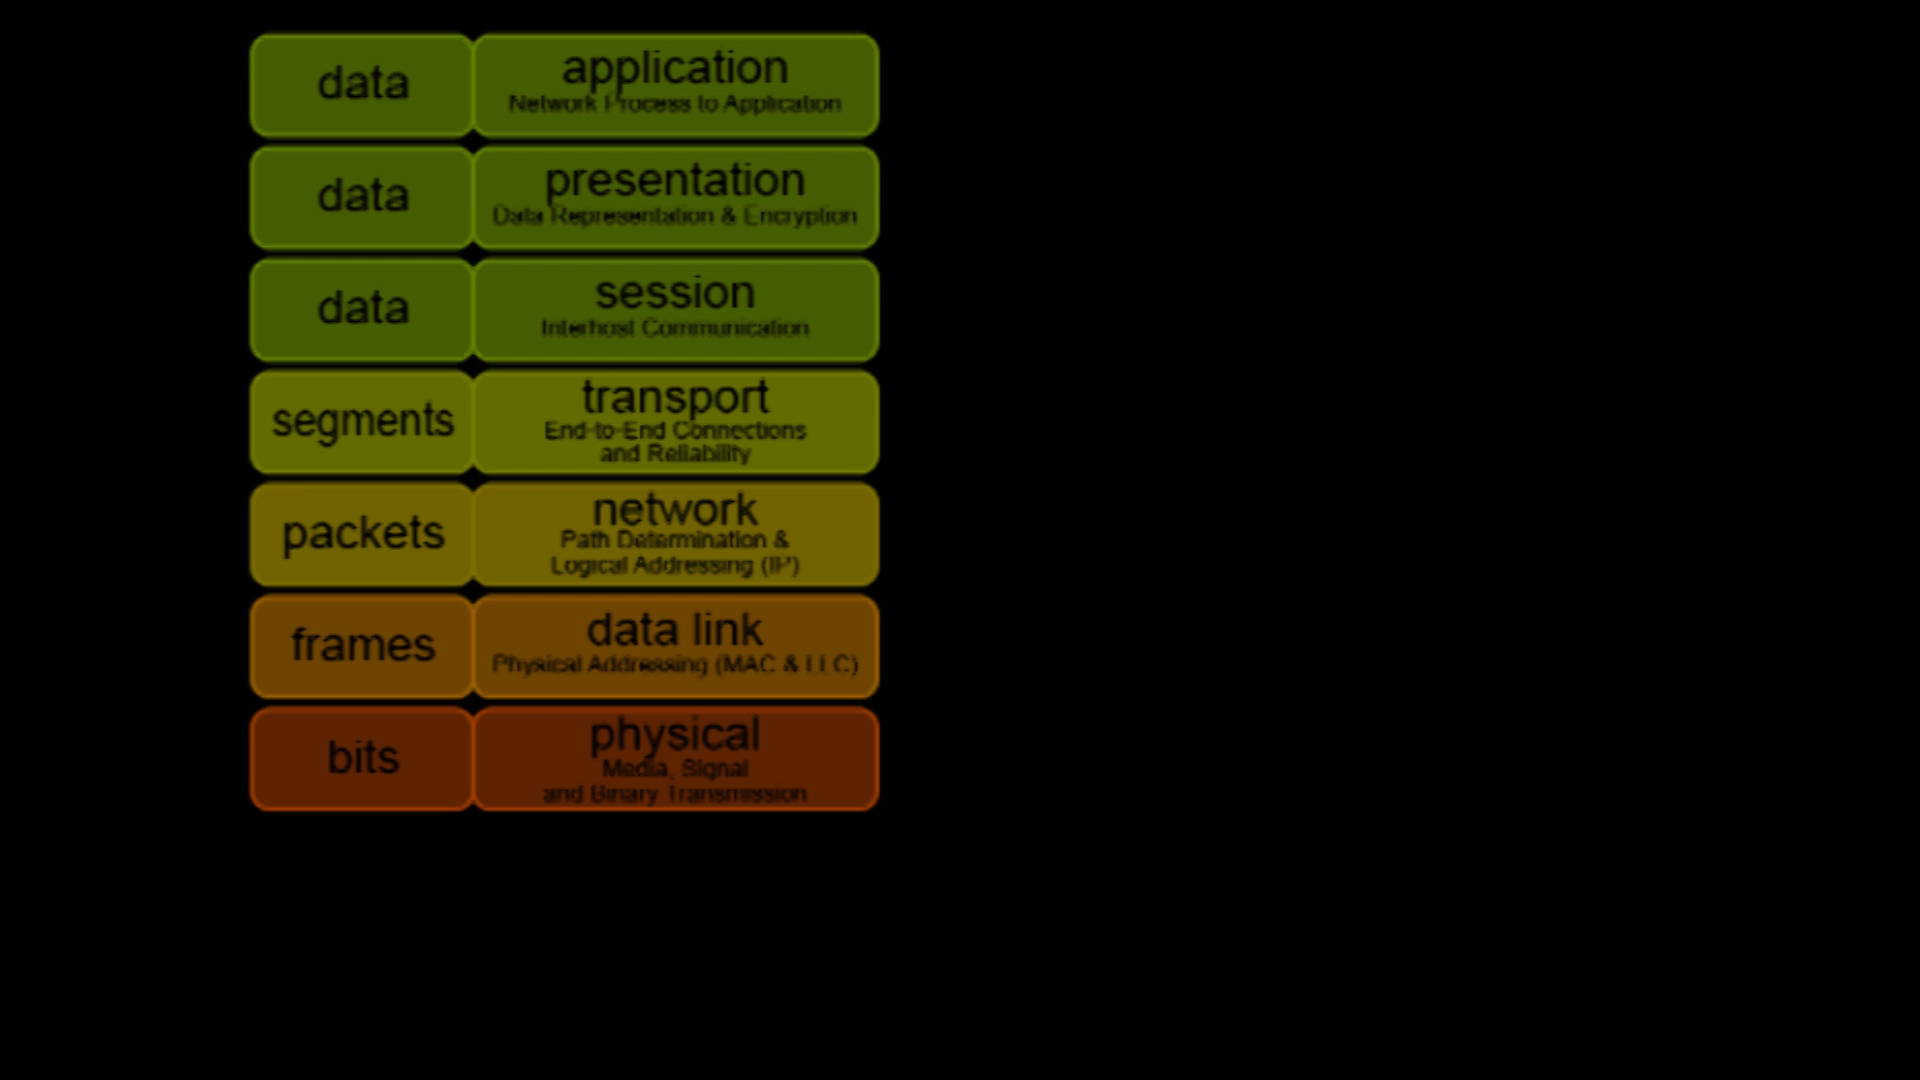 data
application
Network Process to Application
data
presentation
Data Representation & Encryption
data
session
Interhost Communication
segments
transport
End-to-End Connections
and Reliability
packets
network
Path Determination &
Logical Addressing (IP)
frames
data link
Physical Addressing (MAC & LLC)
bits
physical
Media, Signal
and Binary Transmission